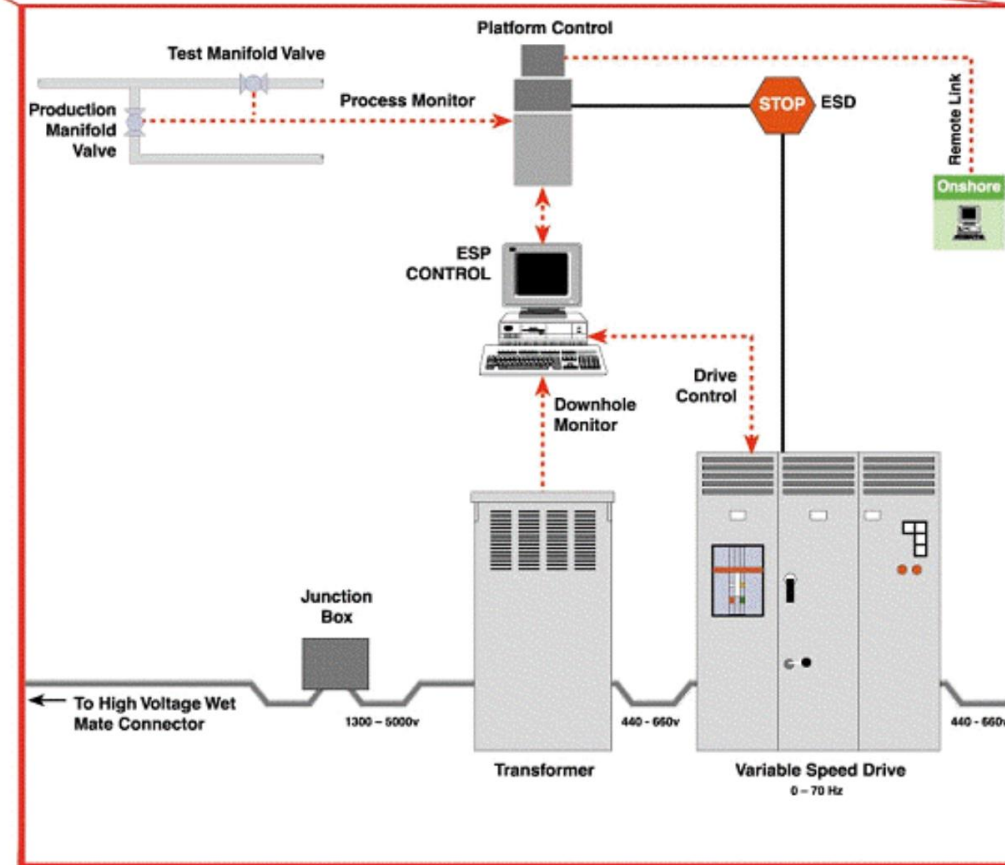 Platform Control
Test Manifold Valve
Process Monitor
STOP
ESD
Production
Manifold
Valve
Remote Link
Onshore
ESP
CONTROL
Drive
Control
Downhole
Monitor
Junction
Box
To High Voltage Wet
Mate Connector
1300 – 5000v
440 - 660v
440 - 660v
Transformer
Variable Speed Drive
0 – 70 Hz